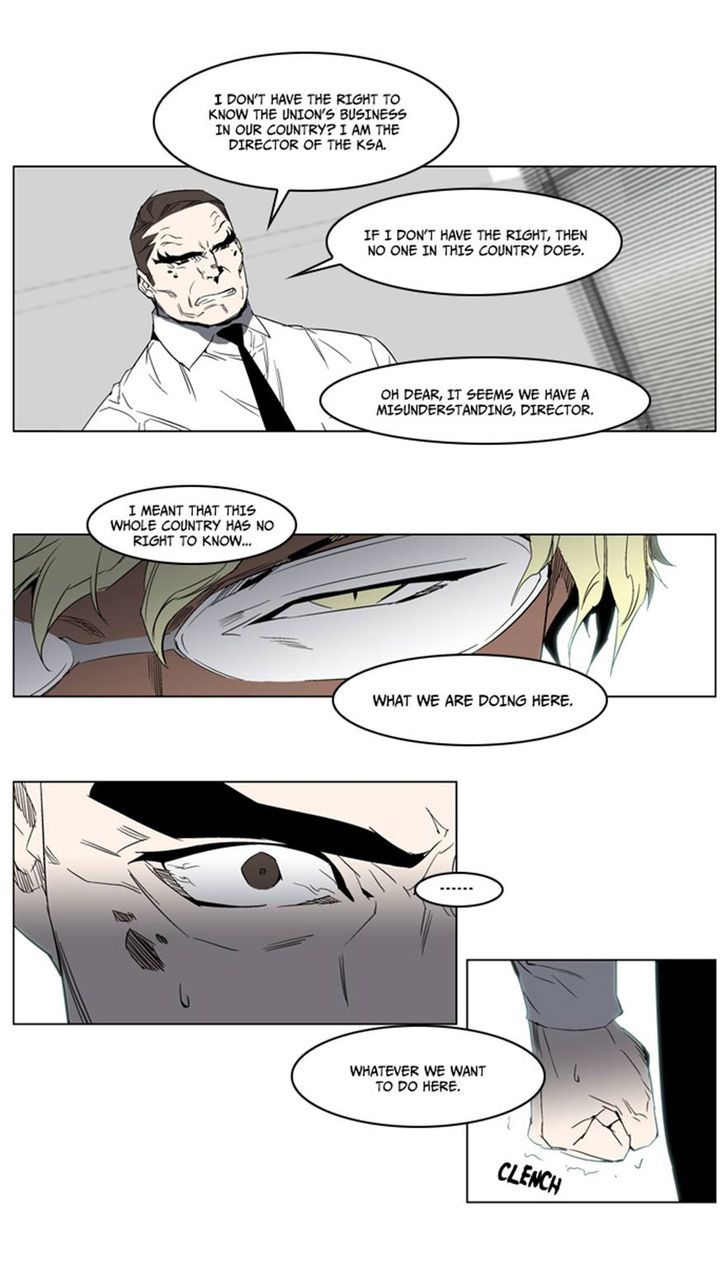 I DON'T HAVE THE RIGHT TO
KNOW THE UNION'S BUSINESS
IN OUR COUNTRY? I AM THE
DIRECTOR OF THE KSA.
IF I DON'T HAVE THE RIGHT, THEN
NO ONE IN THIS COUNTRY DOES.
OH DEAR, IT SEEMS WE HAVE A
MISUNDERSTANDING, DIRECTOR.
I MEANT THAT THIS
WHOLE COUNTRY HAS NO
RIGHT TO KNOW...
WHAT WE ARE DOING HERE.
------
WHATEVER WE WANT
TO DO HERE.
CLENCH